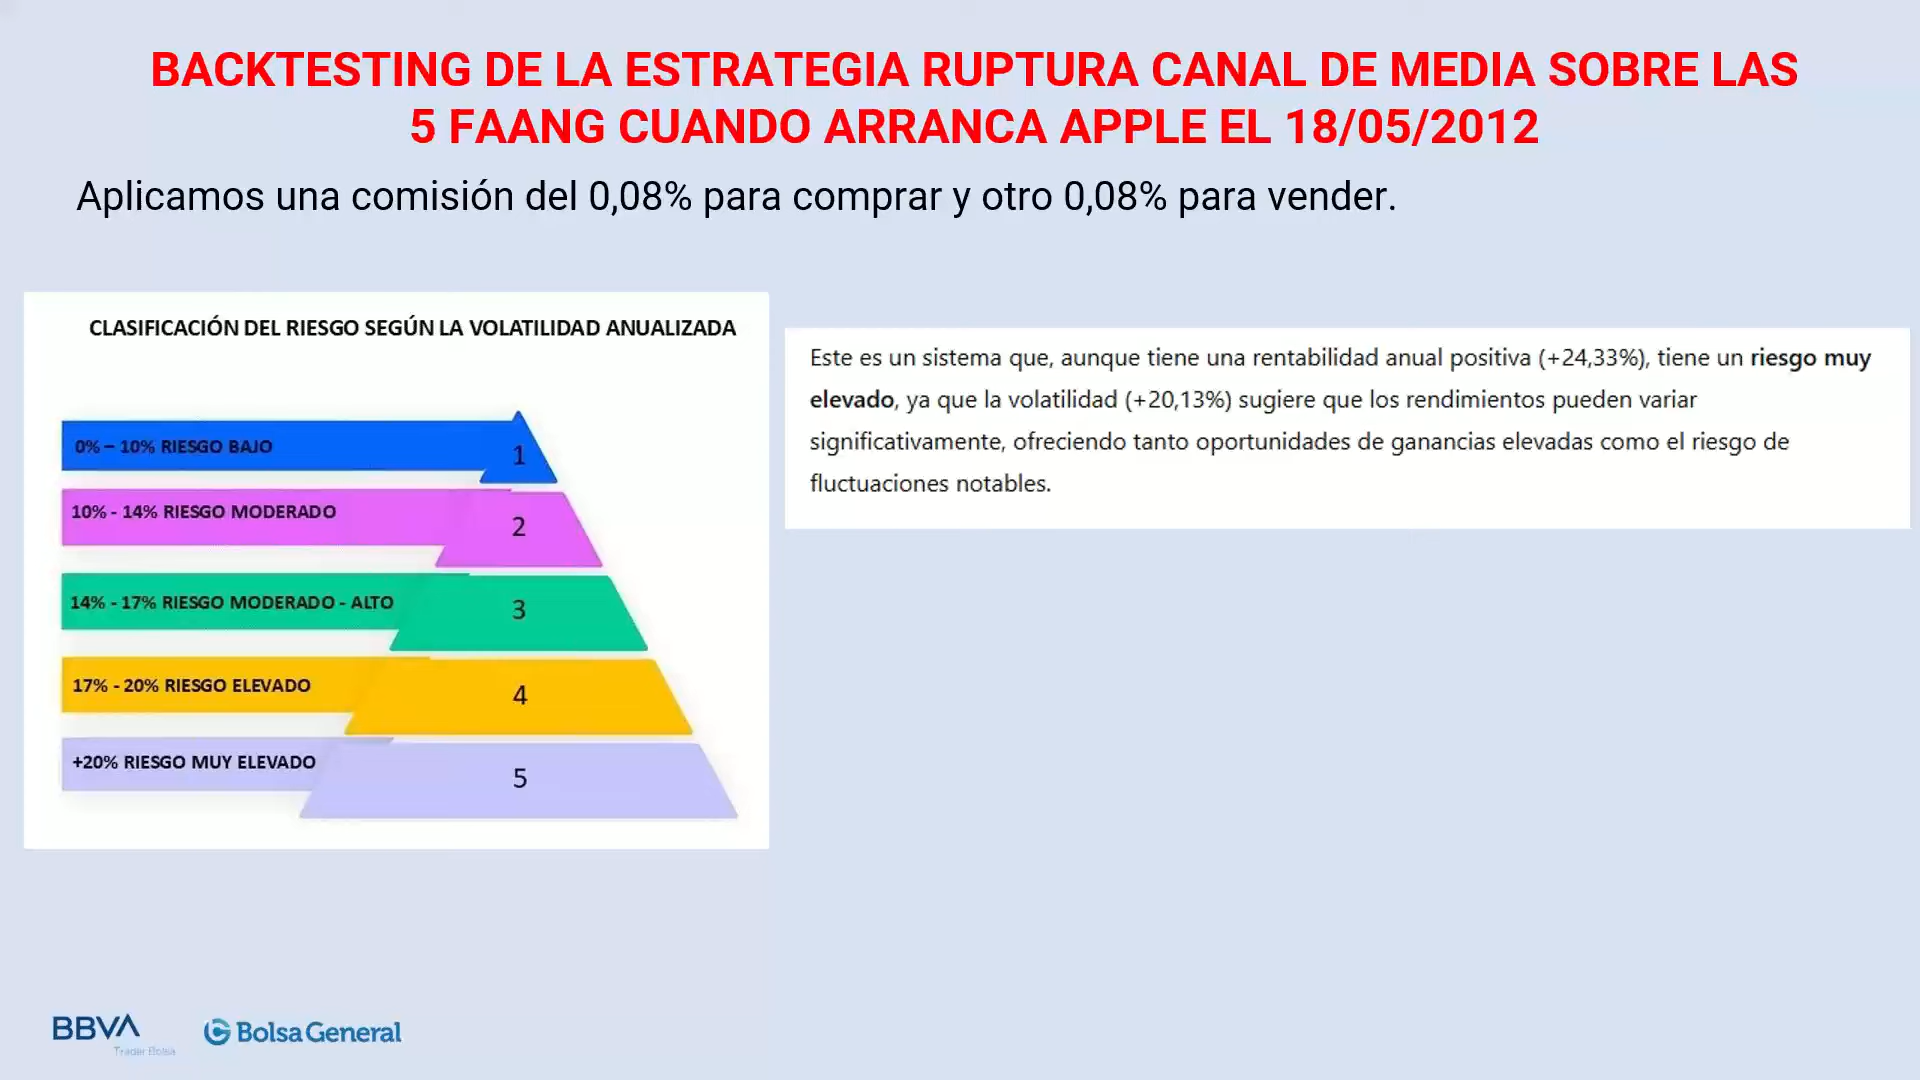 BACKTESTING DE LA ESTRATEGIA RUPTURA CANAL DE MEDIA SOBRE LAS
5 FAANG CUANDO ARRANCA APPLE EL 18/05/2012
Aplicamos una comisión del 0,08% para comprar y otro 0,08% para vender.
CLASIFICACIÓN DEL RIESGO SEGÚN LA VOLATILIDAD ANUALIZADA
0% – 10% RIESGO BAJO
1
10% - 14% RIESGO MODERADO
2
14% - 17% RIESGO MODERADO - ALTO
3
17% - 20% RIESGO ELEVADO
4
+20% RIESGO MUY ELEVADO
5
Este es un sistema que, aunque tiene una rentabilidad anual positiva (+24,33%), tiene un riesgo muy
elevado, ya que la volatilidad (+20,13%) sugiere que los rendimientos pueden variar
significativamente, ofreciendo tanto oportunidades de ganancias elevadas como el riesgo de
fluctuaciones notables.
BBVA
Trader Bolsa
Bolsa General